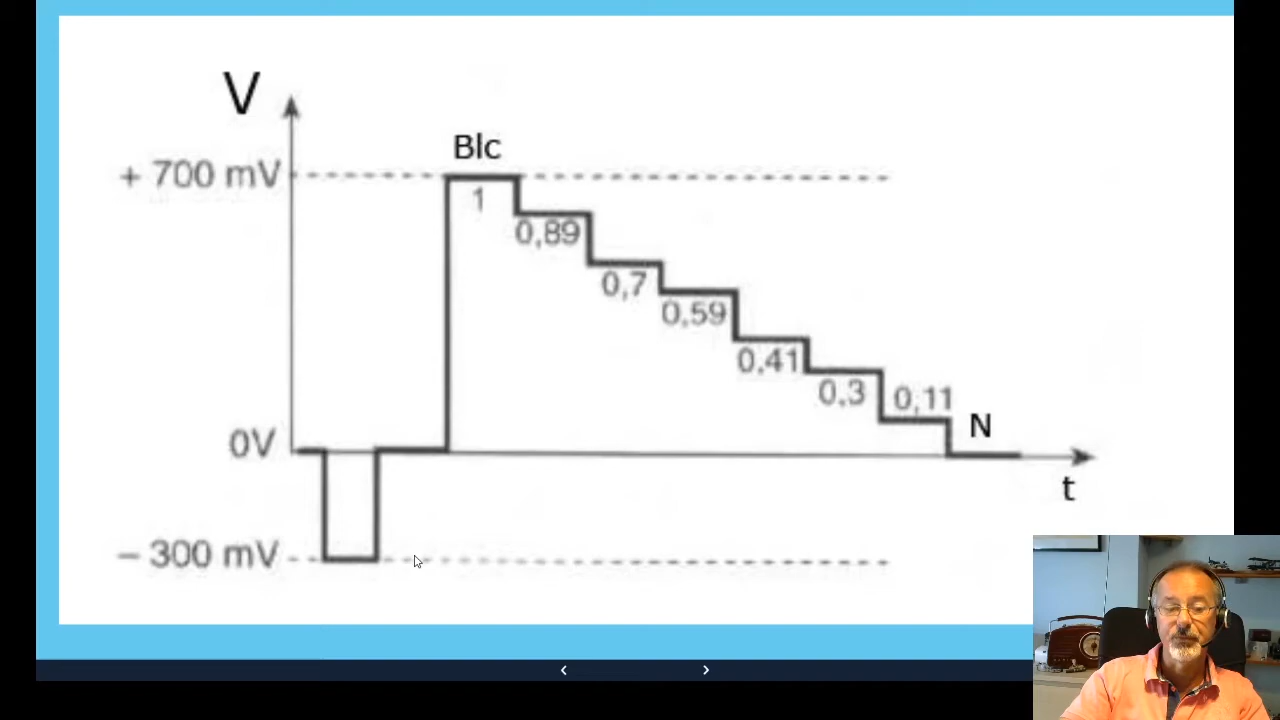 V
Blc
+ 700 mV
1
0,89
0,7
0,59
0,41
0,3
0,11
N
0V
t
– 300 mV